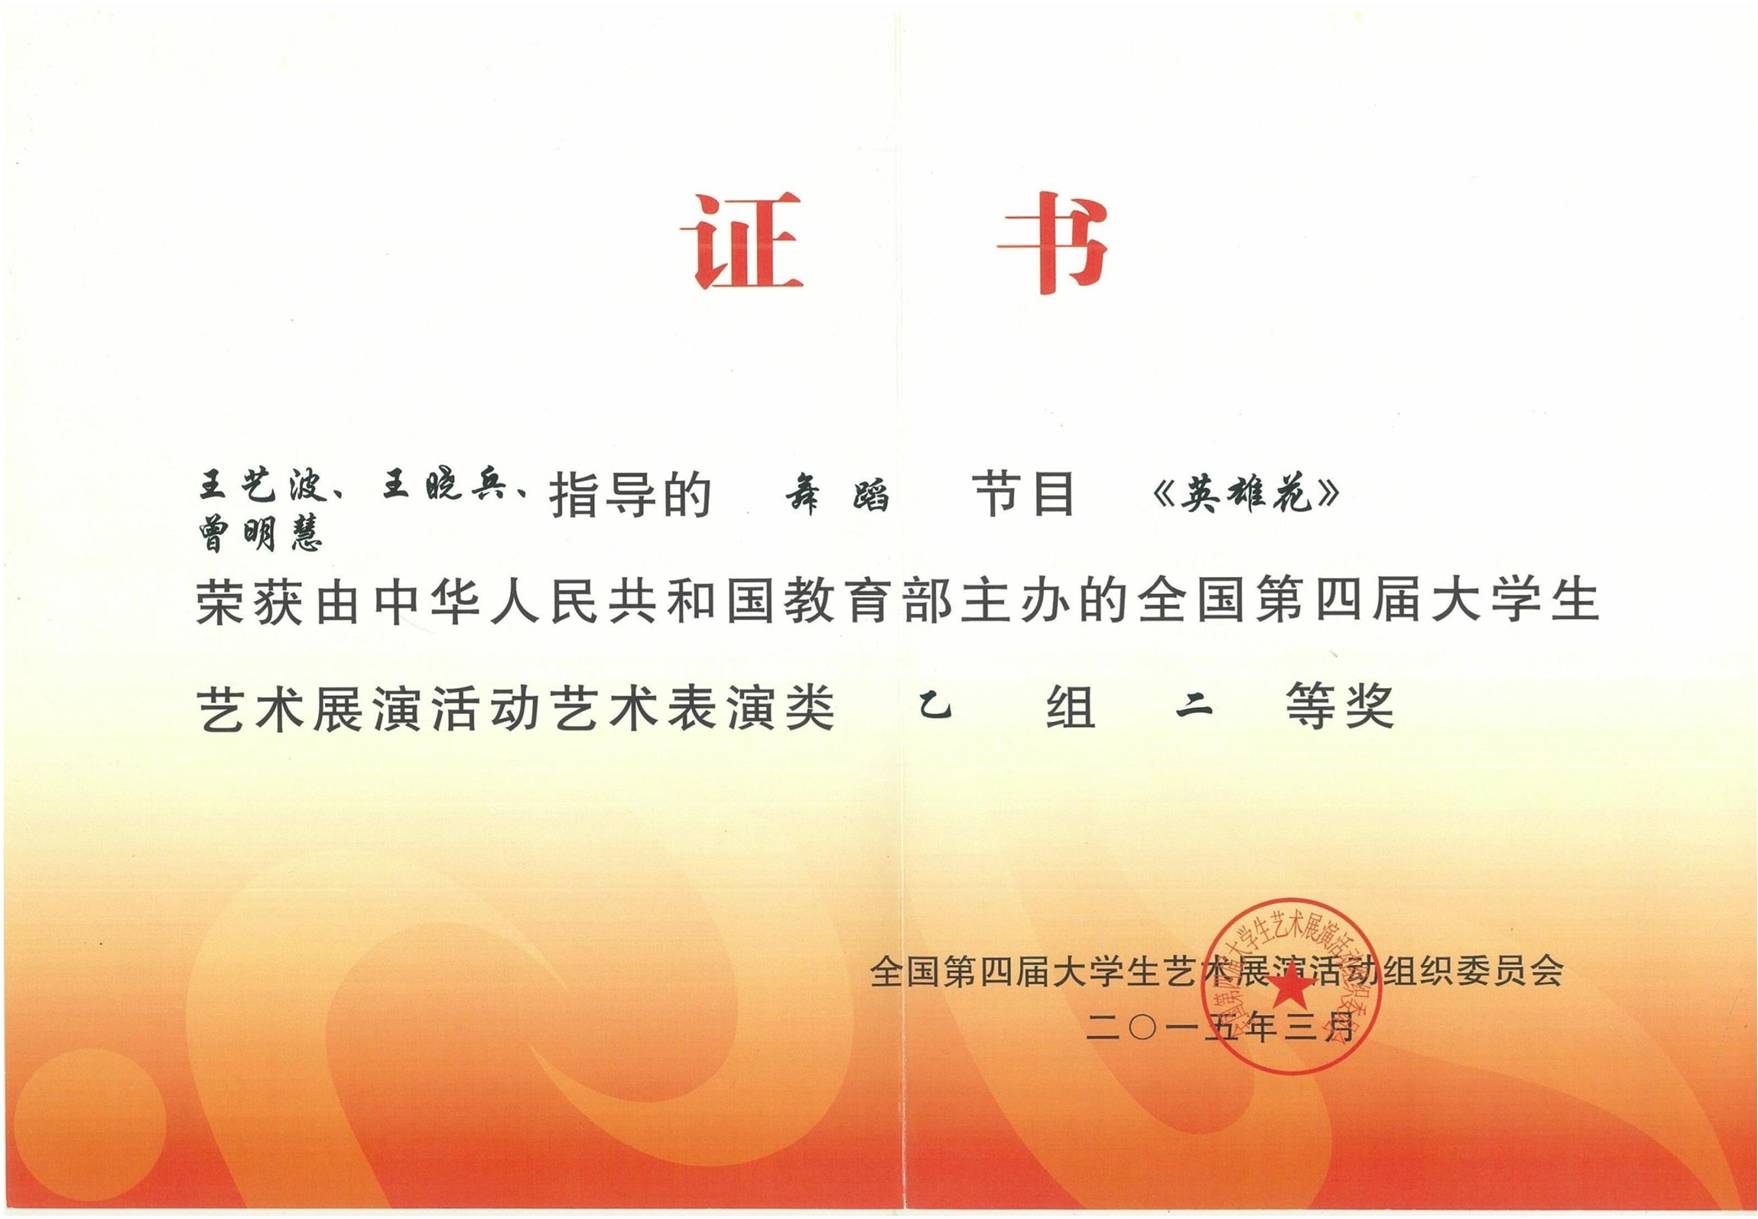 证 书
王艺波、王晓兵、指导的 舞蹈 节目 《英雄花》
曾明慧
荣获由中华人民共和国教育部主办的全国第四届大学生
艺术展演活动艺术表演类 乙 组 二 等奖
全国第四届大学生艺术展演活动组织委员会
二〇一五年三月
全国第四届大学生艺术展演活动组织委员会